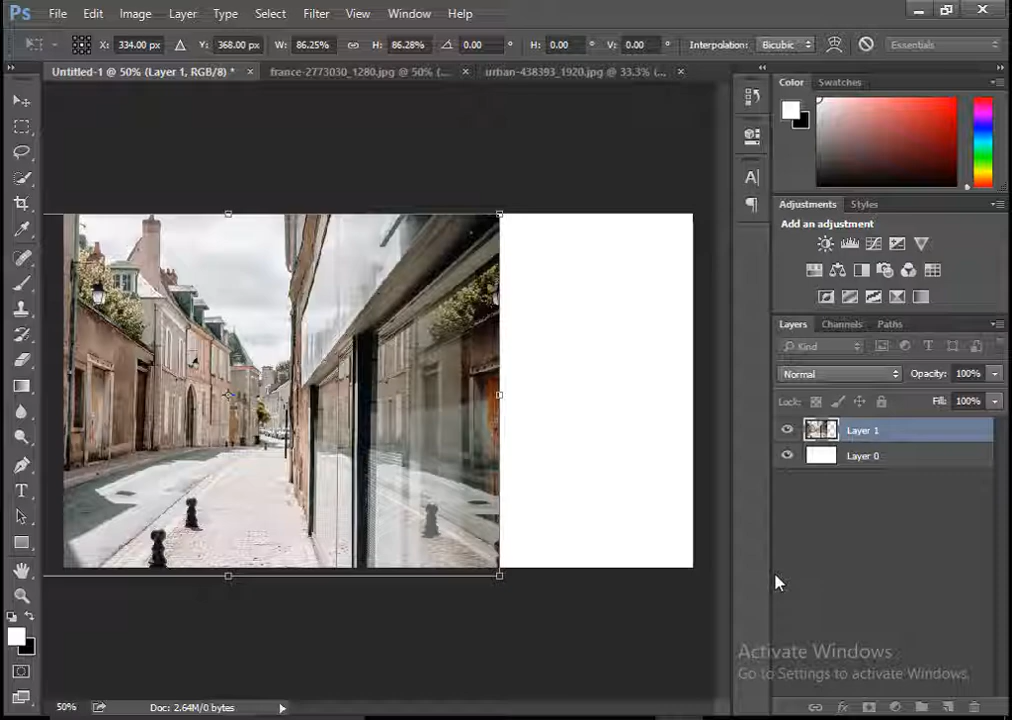 Ps File Edit Image Layer Type Select Filter View Window Help
X: 334.00 px Y: 368.00 px W: 86.25% H: 86.28% 0.00 ° H: 0.00 ° V: 0.00 ° Interpolation: Bicubic Essentials
Untitled-1 @ 50% (Layer 1, RGB/8) * × france-2773030_1280.jpg @ 50% (... × urban-438393_1920.jpg @ 33.3% (... ×
Color Swatches
Adjustments Styles
Add an adjustment
Layers Channels Paths
Kind
Normal Opacity: 100%
Lock: Fill: 100%
Layer 1
Layer 0
Activate Windows
Go to Settings to activate Windows.
50% Doc: 2.64M/0 bytes